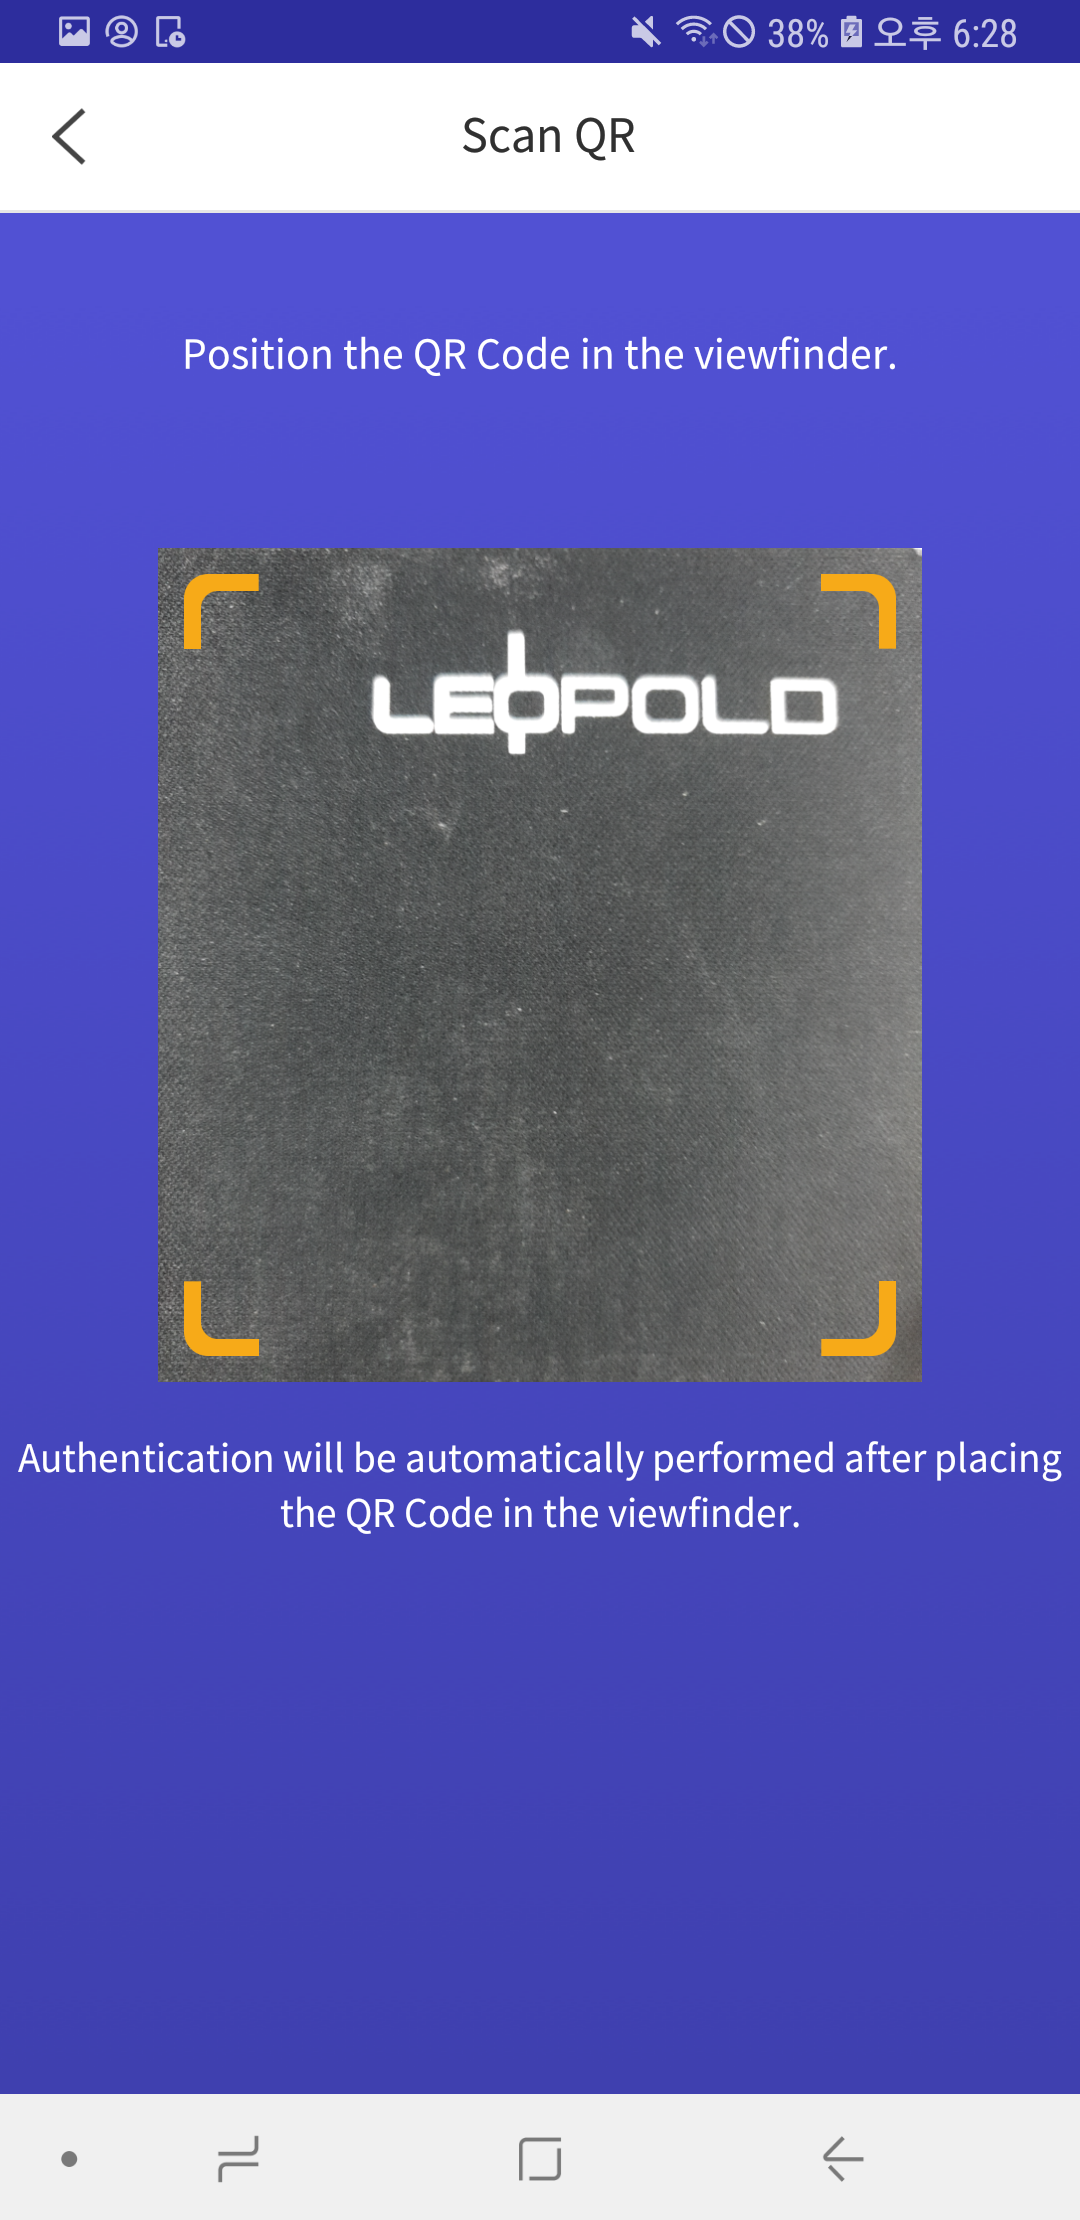 38% 오후 6:28
Scan QR
Position the QR Code in the viewfinder.
LEOPOLD
Authentication will be automatically performed after placing
the QR Code in the viewfinder.